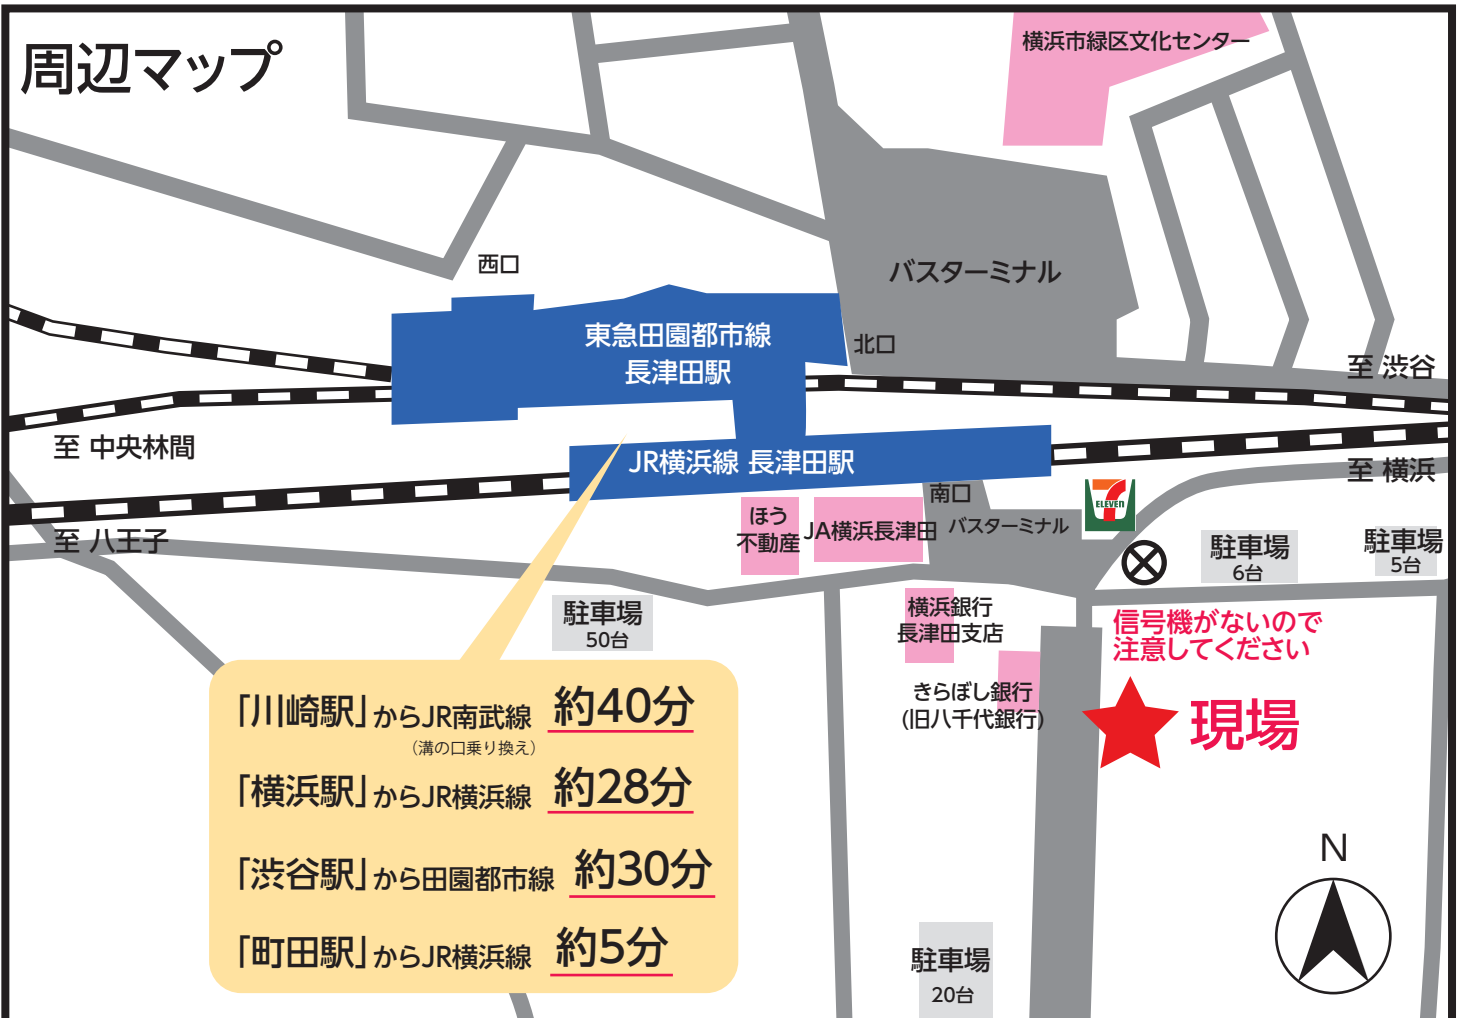 周辺マップ
横浜市緑区文化センター
西口
バスターミナル
東急田園都市線
長津田駅
北口
至 渋谷
至 中央林間
JR横浜線 長津田駅
至 横浜
南口
ELEVEN
ほう
不動産
JA横浜長津田
バスターミナル
至 八王子
駐車場
6台
駐車場
5台
駐車場
50台
横浜銀行
長津田支店
信号機がないので
注意してください
きらぼし銀行
(旧八千代銀行)
現場
「川崎駅」からJR南武線 約40分
(溝の口乗り換え)
「横浜駅」からJR横浜線 約28分
「渋谷駅」から田園都市線 約30分
「町田駅」からJR横浜線 約5分
N
駐車場
20台